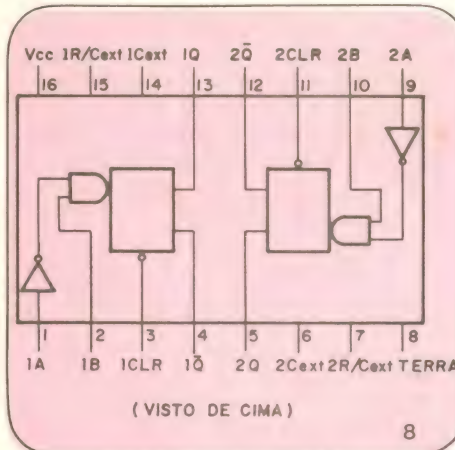 Vcc 1R/Cext 1Cext 1Q 2Q̄ 2CLR 2B 2A
16 15 14 13 12 11 10 9
1 2 3 4 5 6 7 8
1A 1B 1CLR 1Q̄ 2Q 2Cext 2R/Cext TERRA
(VISTO DE CIMA)
8